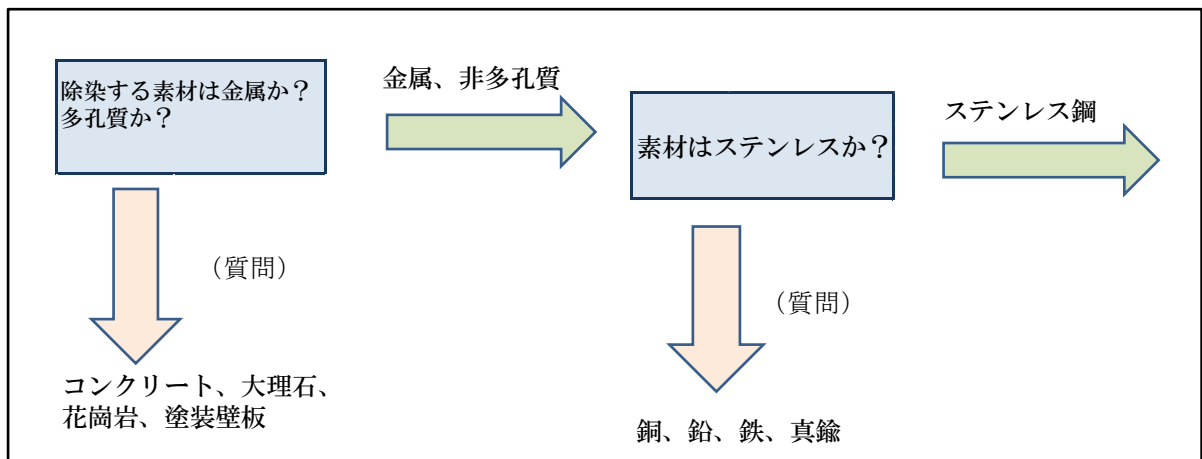 除染する素材は金属か？
多孔質か？
金属、非多孔質
素材はステンレスか？
ステンレス鋼
（質問）
（質問）
コンクリート、大理石、
花崗岩、塗装壁板
銅、鉛、鉄、真鍮